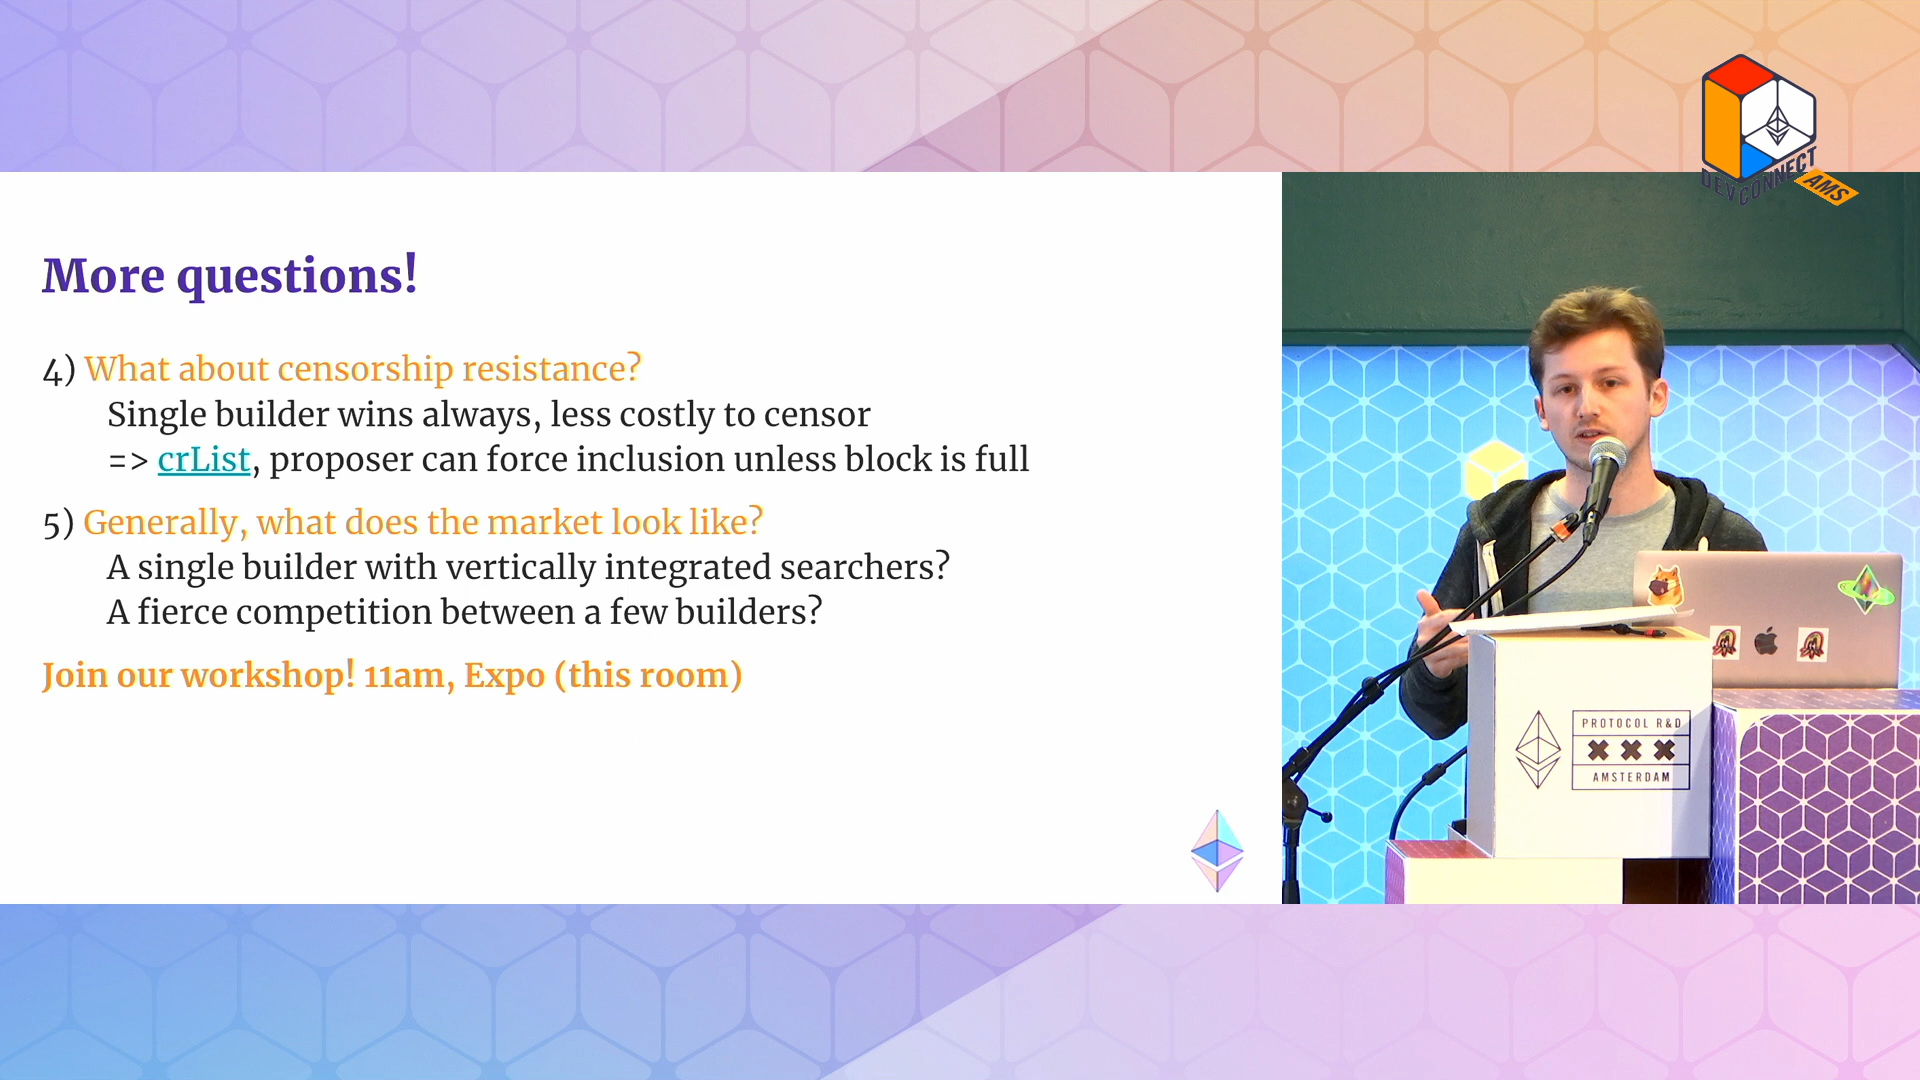 DEVCONNECT
AMS
More questions!
4) What about censorship resistance?
Single builder wins always, less costly to censor
=> crList, proposer can force inclusion unless block is full
5) Generally, what does the market look like?
A single builder with vertically integrated searchers?
A fierce competition between a few builders?
Join our workshop! 11am, Expo (this room)
PROTOCOL R&D
AMSTERDAM